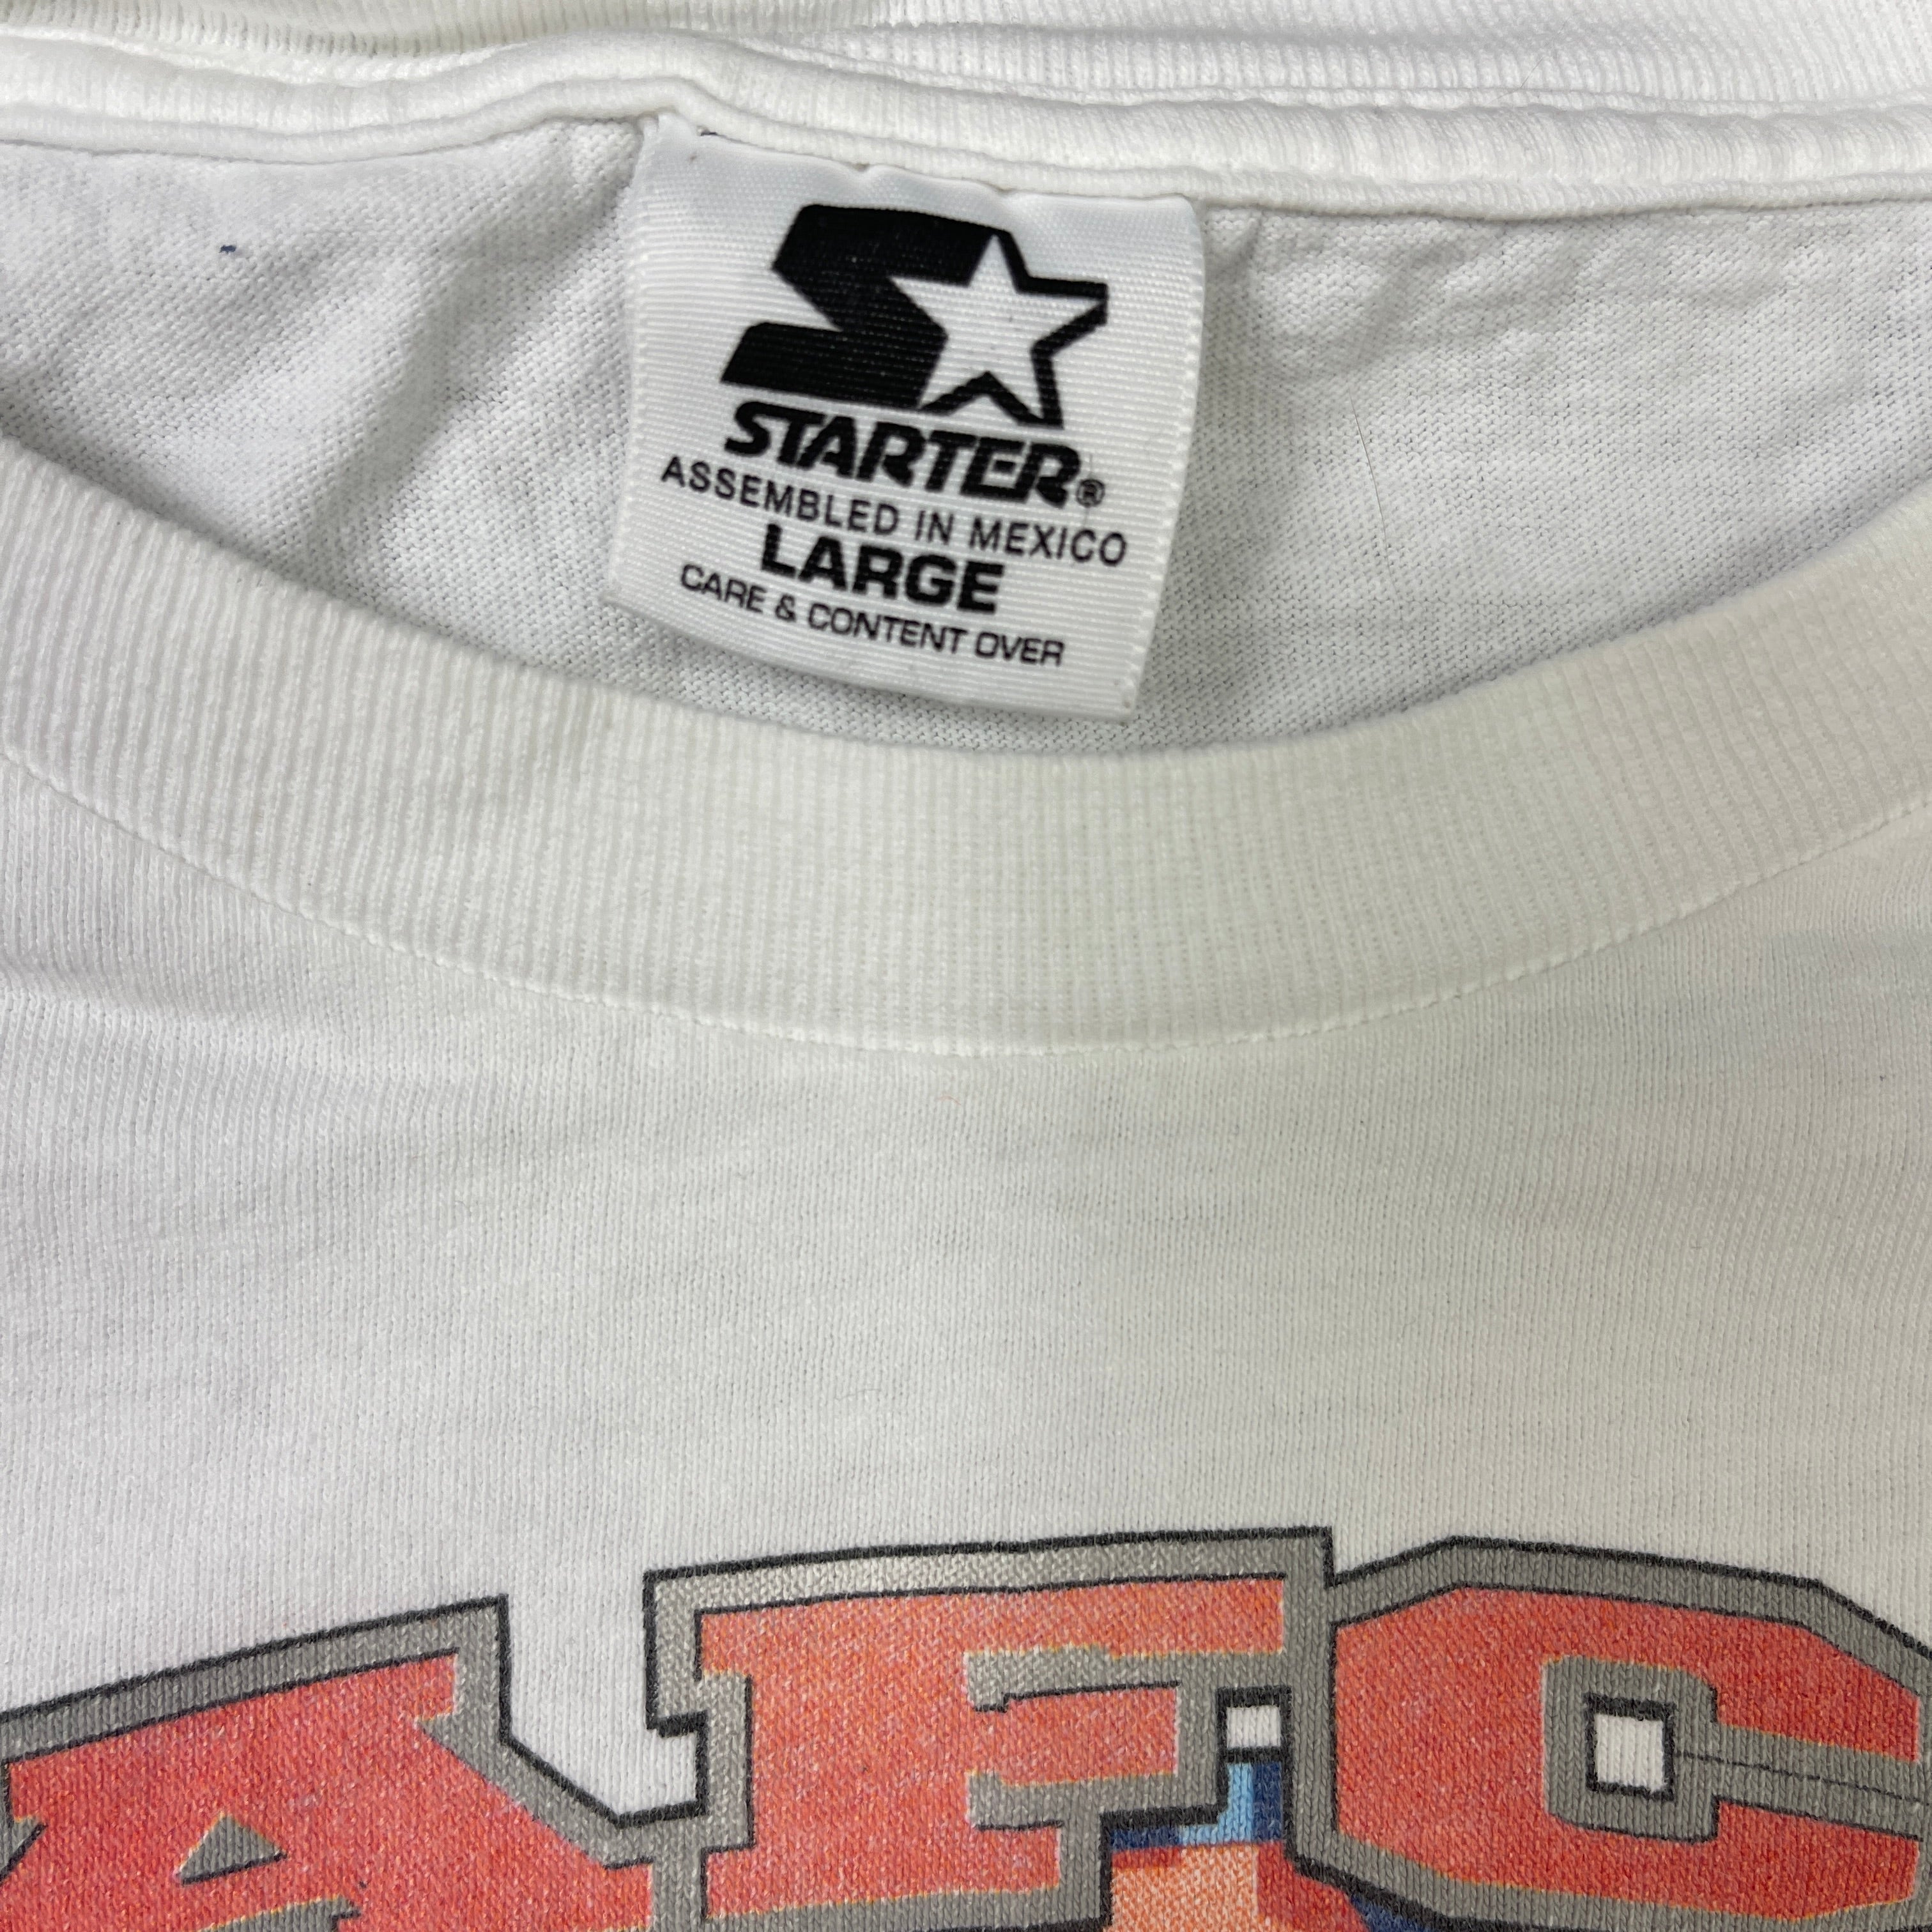 STARTER®
ASSEMBLED IN MEXICO
LARGE
CARE & CONTENT OVER
AFC